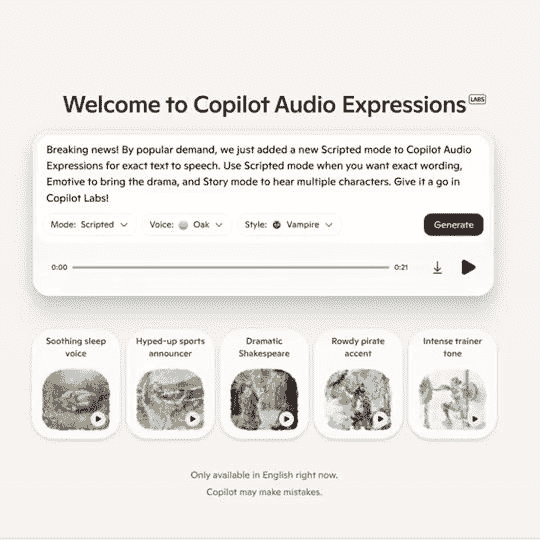 Welcome to Copilot Audio Expressions LABS
Breaking news! By popular demand, we just added a new Scripted mode to Copilot Audio
Expressions for exact text to speech. Use Scripted mode when you want exact wording,
Emotive to bring the drama, and Story mode to hear multiple characters. Give it a go in
Copilot Labs!
Mode: Scripted Voice: Oak Style: Vampire Generate
0:00 0:21
Soothing sleep
voice
Hyped-up sports
announcer
Dramatic
Shakespeare
Rowdy pirate
accent
Intense trainer
tone
Only available in English right now.
Copilot may make mistakes.